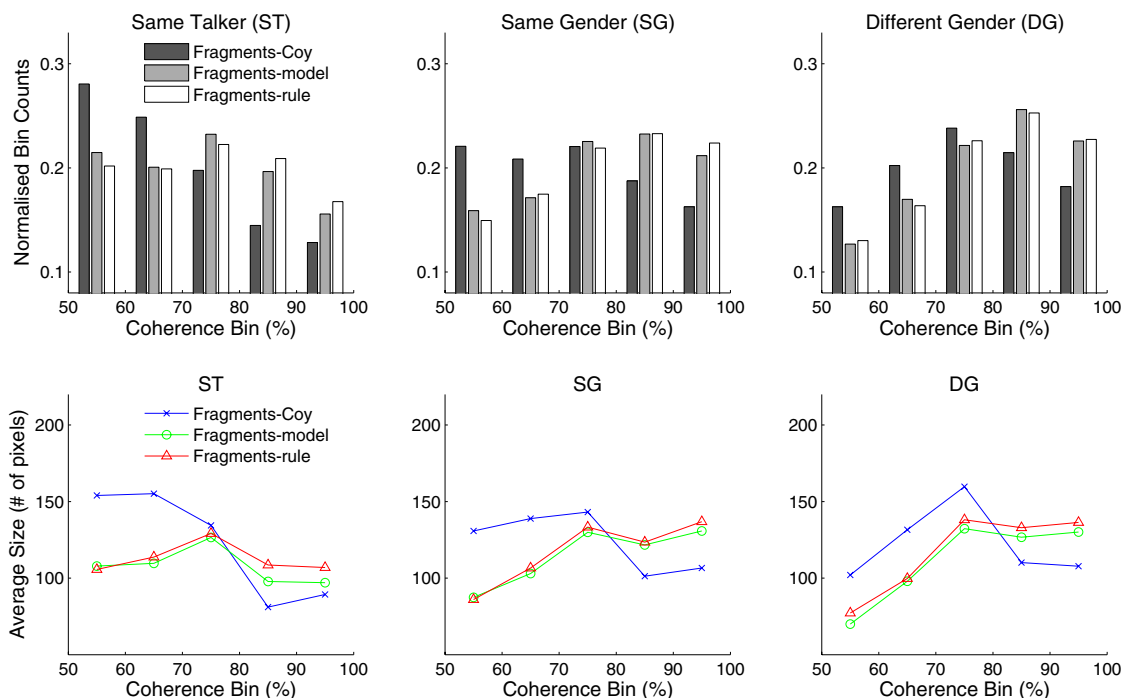 Same Talker (ST)
Same Gender (SG)
Different Gender (DG)
Normalised Bin Counts
0.3
0.2
0.1
Fragments-Coy
Fragments-model
Fragments-rule
50 60 70 80 90 100
Coherence Bin (%)
0.3
0.2
0.1
50 60 70 80 90 100
Coherence Bin (%)
0.3
0.2
0.1
50 60 70 80 90 100
Coherence Bin (%)
ST
SG
DG
Average Size (# of pixels)
200
150
100
Fragments-Coy
Fragments-model
Fragments-rule
50 60 70 80 90 100
Coherence Bin (%)
200
150
100
50 60 70 80 90 100
Coherence Bin (%)
200
150
100
50 60 70 80 90 100
Coherence Bin (%)